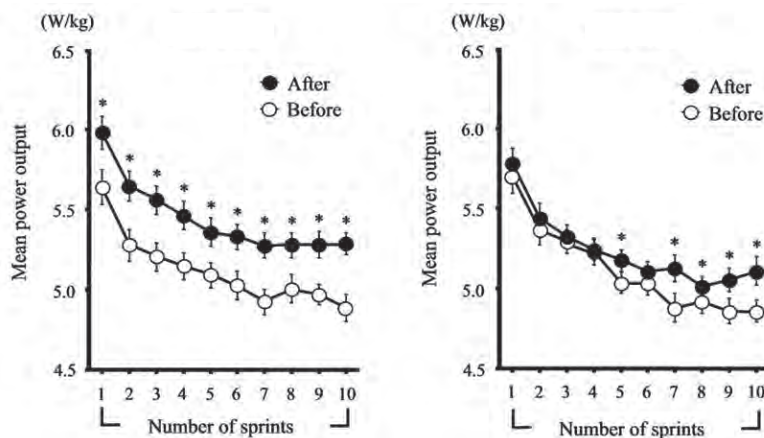 (W/kg)
6.5
6.0
5.5
5.0
4.5
Mean power output
After
Before
* * * * * * * * * *
1 2 3 4 5 6 7 8 9 10
Number of sprints
(W/kg)
6.5
6.0
5.5
5.0
4.5
Mean power output
After
Before
* * * * *
1 2 3 4 5 6 7 8 9 10
Number of sprints